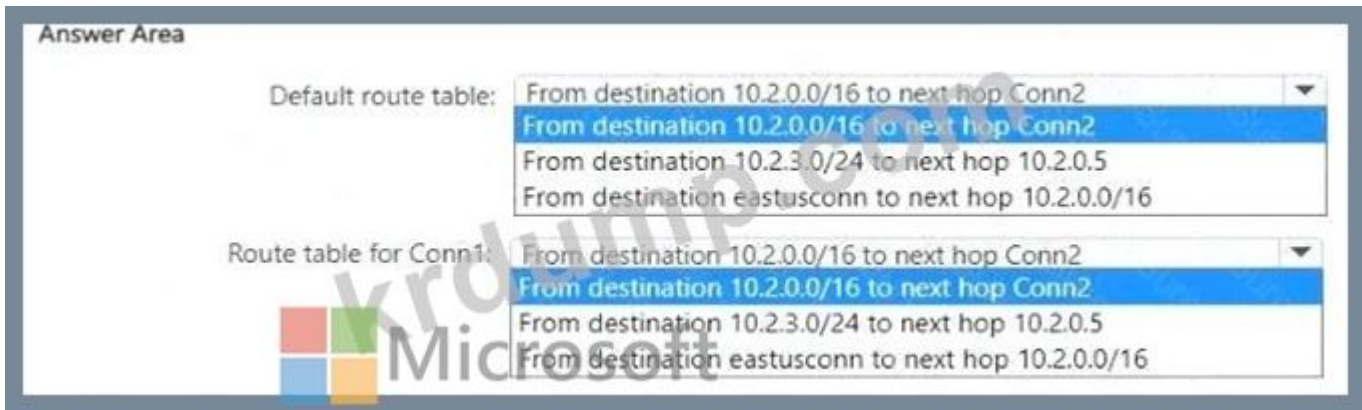 Answer Area
Default route table: From destination 10.2.0.0/16 to next hop Conn2
From destination 10.2.0.0/16 to next hop Conn2
From destination 10.2.3.0/24 to next hop 10.2.0.5
From destination eastusconn to next hop 10.2.0.0/16
Route table for Conn1: From destination 10.2.0.0/16 to next hop Conn2
From destination 10.2.0.0/16 to next hop Conn2
From destination 10.2.3.0/24 to next hop 10.2.0.5
From destination eastusconn to next hop 10.2.0.0/16
krdump.com
Microsoft